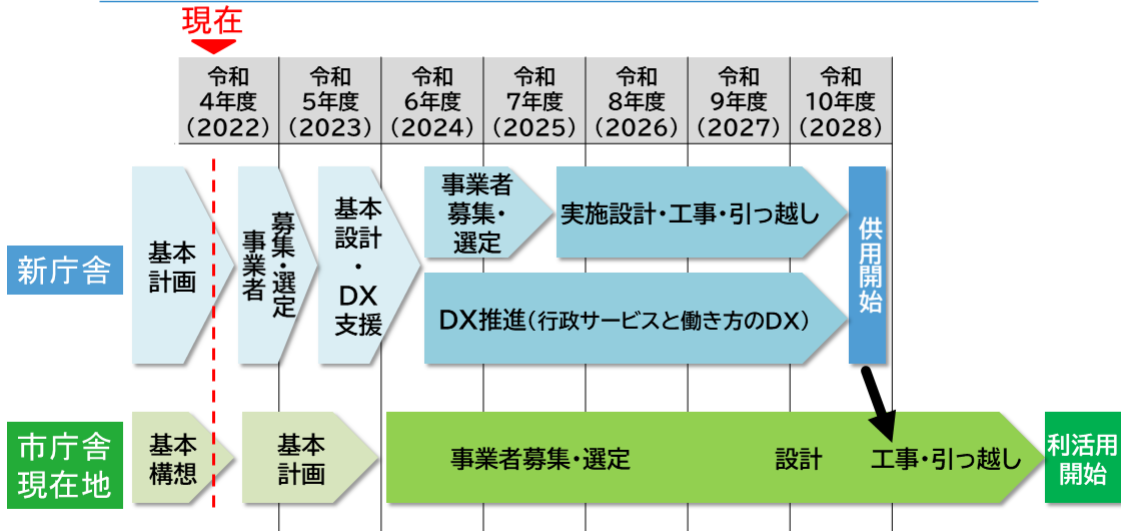 現在
令和
4年度
(2022)
令和
5年度
(2023)
令和
6年度
(2024)
令和
7年度
(2025)
令和
8年度
(2026)
令和
9年度
(2027)
令和
10年度
(2028)
新庁舎
基本
計画
事業者
募集・選定
基本
設計
・
DX
支援
事業者
募集・
選定
実施設計・工事・引っ越し
DX推進(行政サービスと働き方のDX)
供用開始
市庁舎
現在地
基本
構想
基本
計画
事業者募集・選定
設計
工事・引っ越し
利活用
開始